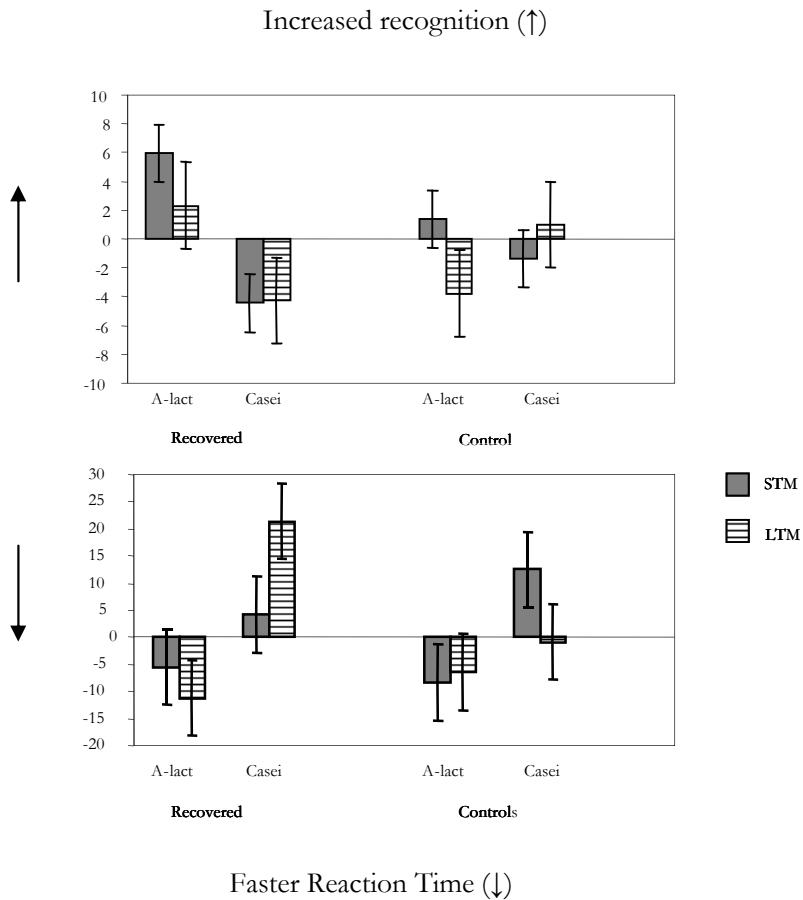 Increased recognition (↑)
10
8
6
4
2
0
-2
-4
-6
-8
-10
A-lact Casei A-lact Casei
Recovered Control
30
25
20
15
10
5
0
-5
-10
-15
-20
STM
LTM
A-lact Casei A-lact Casei
Recovered Controls
Faster Reaction Time (↓)